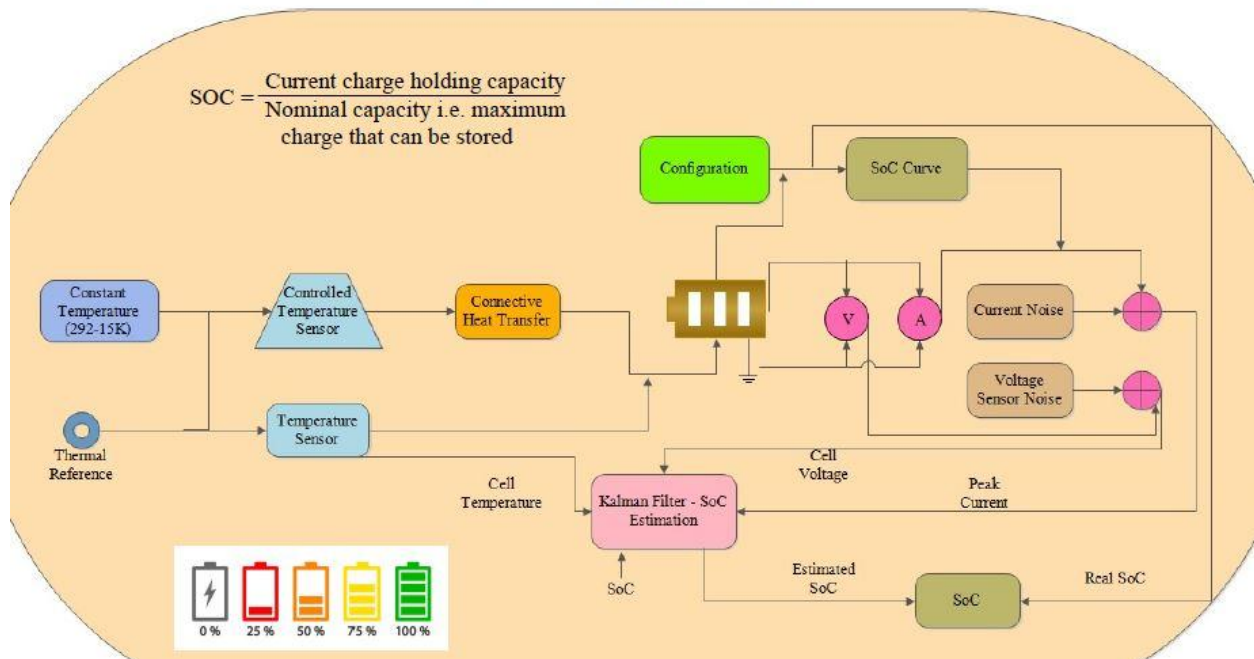 SOC = Current charge holding capacity
Nominal capacity i.e. maximum
charge that can be stored
Configuration
SoC Curve
Constant
Temperature
(292-15K)
Controlled
Temperature
Sensor
Connective
Heat Transfer
V
A
Current Noise
Voltage
Sensor Noise
Thermal
Reference
Temperature
Sensor
Cell
Temperature
Cell
Voltage
Peak
Current
Kalman Filter - SoC
Estimation
SoC
Estimated
SoC
SoC
Real SoC
0 %
25 %
50 %
75 %
100 %